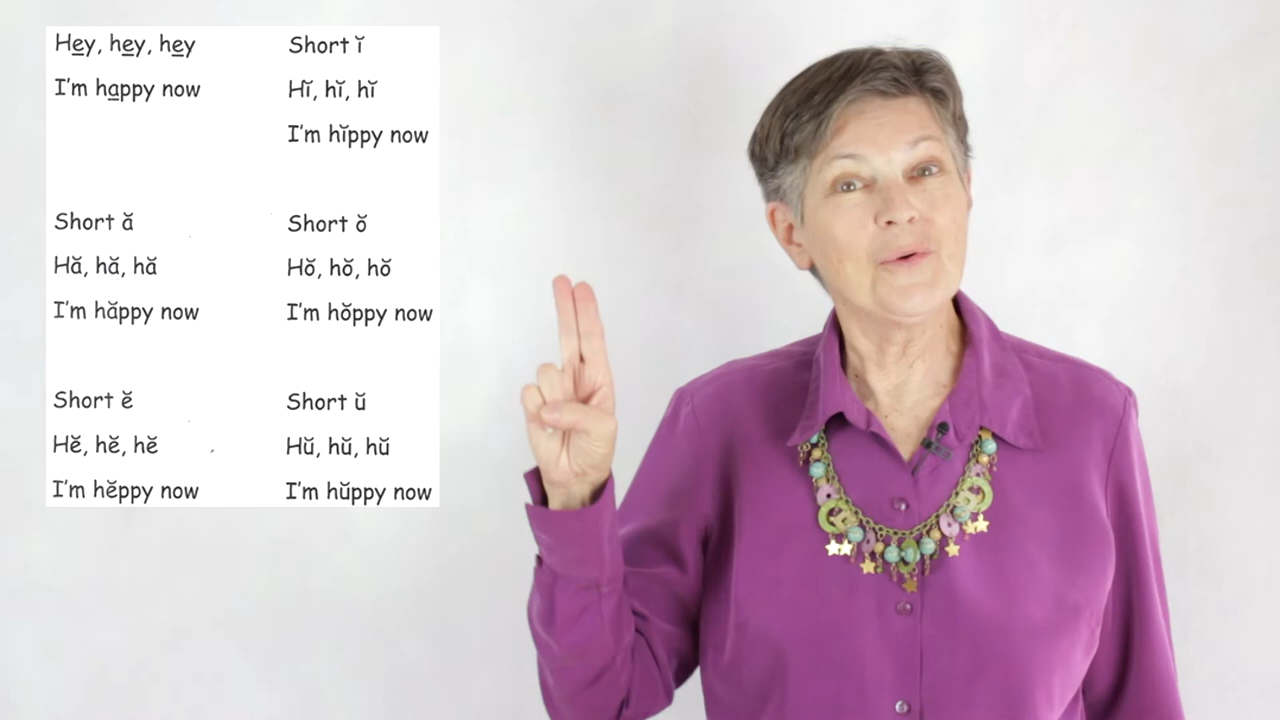 Hey, hey, hey
I'm happy now
Short ă
Hă, hă, hă
I'm hăppy now
Short ĕ
Hĕ, hĕ, hĕ
I'm hĕppy now
Short ĭ
Hĭ, hĭ, hĭ
I'm hĭppy now
Short ŏ
Hŏ, hŏ, hŏ
I'm hŏppy now
Short ŭ
Hŭ, hŭ, hŭ
I'm hŭppy now